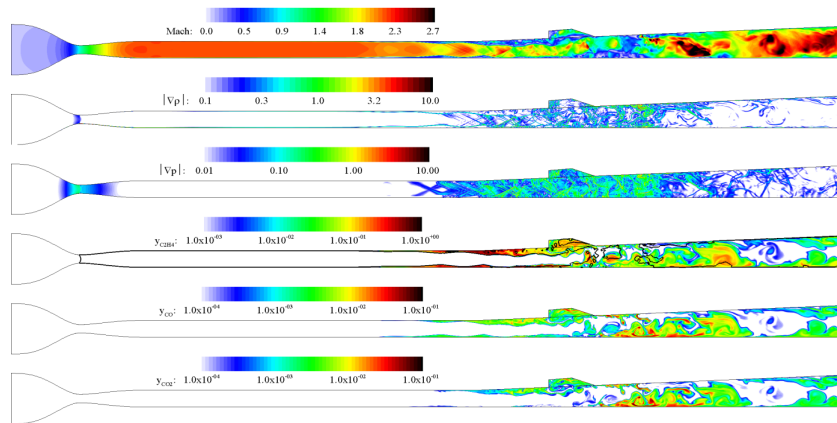 Mach: 0.0 0.5 0.9 1.4 1.8 2.3 2.7
|∇ρ|: 0.1 0.3 1.0 3.2 10.0
|∇p|: 0.01 0.10 1.00 10.00
y_C2H4: 1.0x10⁻⁰³ 1.0x10⁻⁰² 1.0x10⁻⁰¹ 1.0x10⁺⁰⁰
y_CO: 1.0x10⁻⁰⁴ 1.0x10⁻⁰³ 1.0x10⁻⁰² 1.0x10⁻⁰¹
y_CO2: 1.0x10⁻⁰⁴ 1.0x10⁻⁰³ 1.0x10⁻⁰² 1.0x10⁻⁰¹